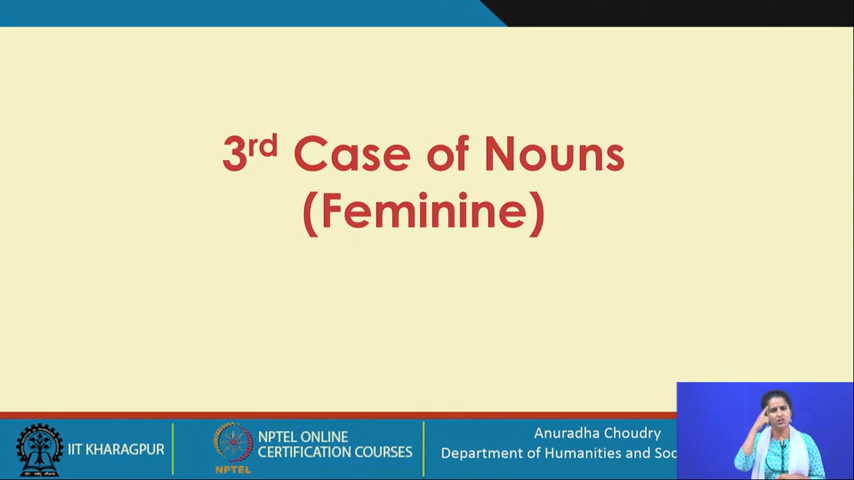 3rd Case of Nouns
(Feminine)
IIT KHARAGPUR
NPTEL
NPTEL ONLINE
CERTIFICATION COURSES
Anuradha Choudry
Department of Humanities and Soc